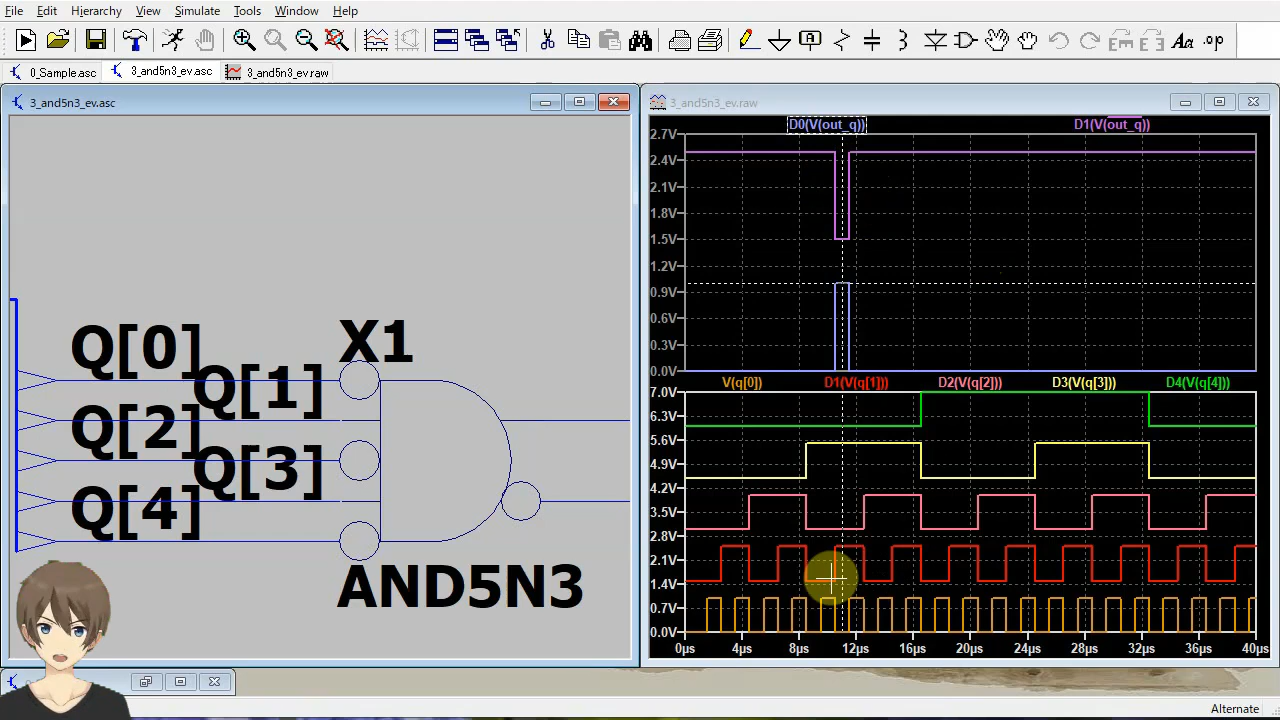 File Edit Hierarchy View Simulate Tools Window Help
A Aa .op
0_Sample.asc 3_and5n3_ev.asc 3_and5n3_ev.raw
3_and5n3_ev.asc
Q[0]
X1
Q[1]
Q[2]
Q[3]
Q[4]
AND5N3
3_and5n3_ev.raw
D0(V(out_q)) D1(V(out_q))
2.7V
2.4V
2.1V
1.8V
1.5V
1.2V
0.9V
0.6V
0.3V
V(q[0]) D1(V(q[1])) D2(V(q[2])) D3(V(q[3])) D4(V(q[4]))
7.0V
6.3V
5.6V
4.9V
4.2V
3.5V
2.8V
2.1V
1.4V
0.7V
0.0V
0µs 4µs 8µs 12µs 16µs 20µs 24µs 28µs 32µs 36µs 40µs
Alternate